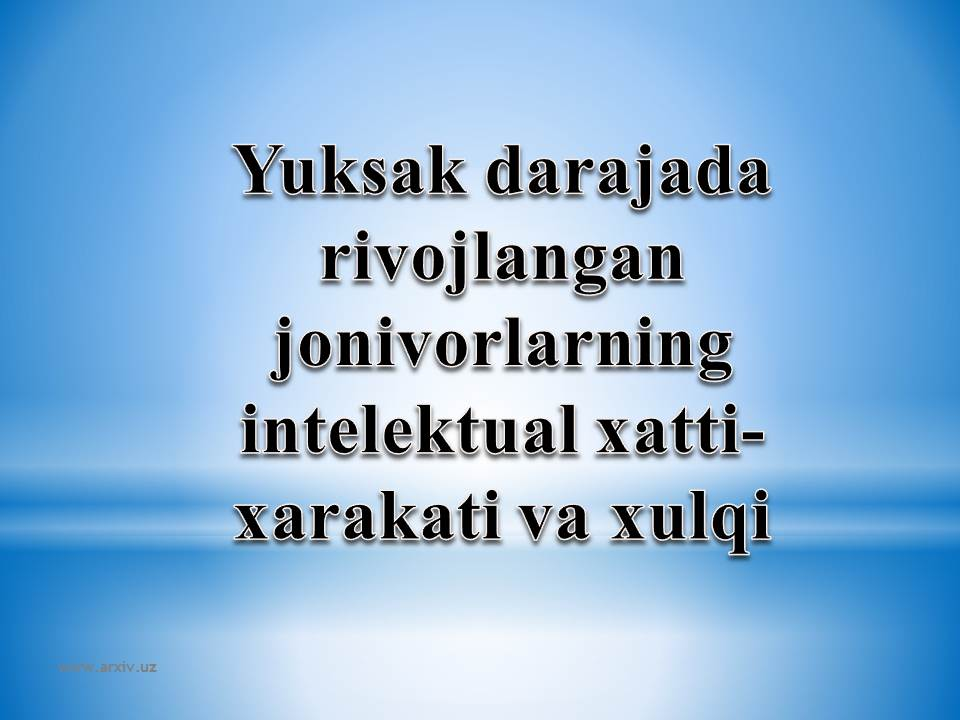 Yuksak darajada
rivojlangan
jonivorlarning
intelektual xatti-
xarakati va xulqi
www.arxiv.uz